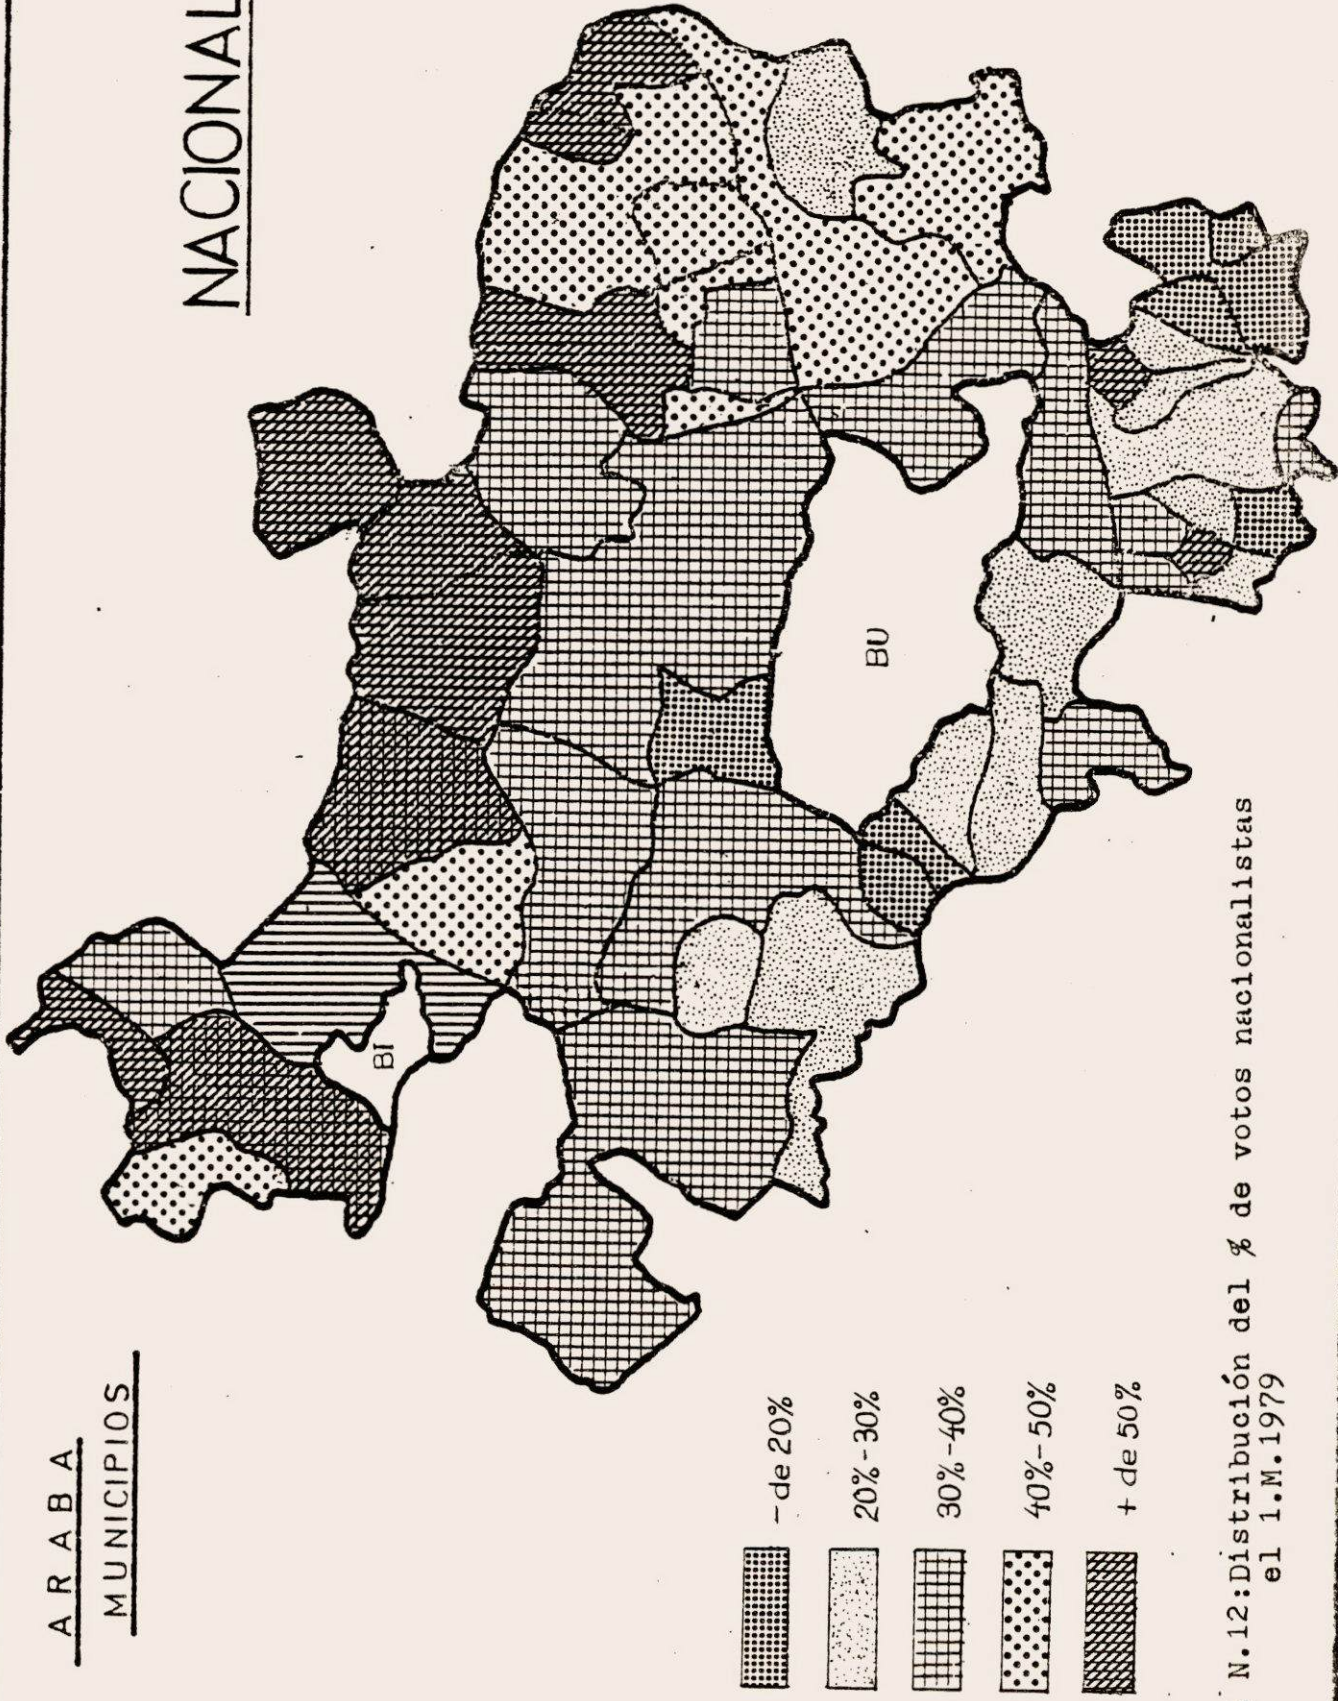 ARABA
MUNICIPIOS
NACIONAL
BI
BU
- de 20%
20%-30%
30%-40%
40%-50%
+ de 50%
N.12:Distribución del % de votos nacionalistas
el 1.M.1979